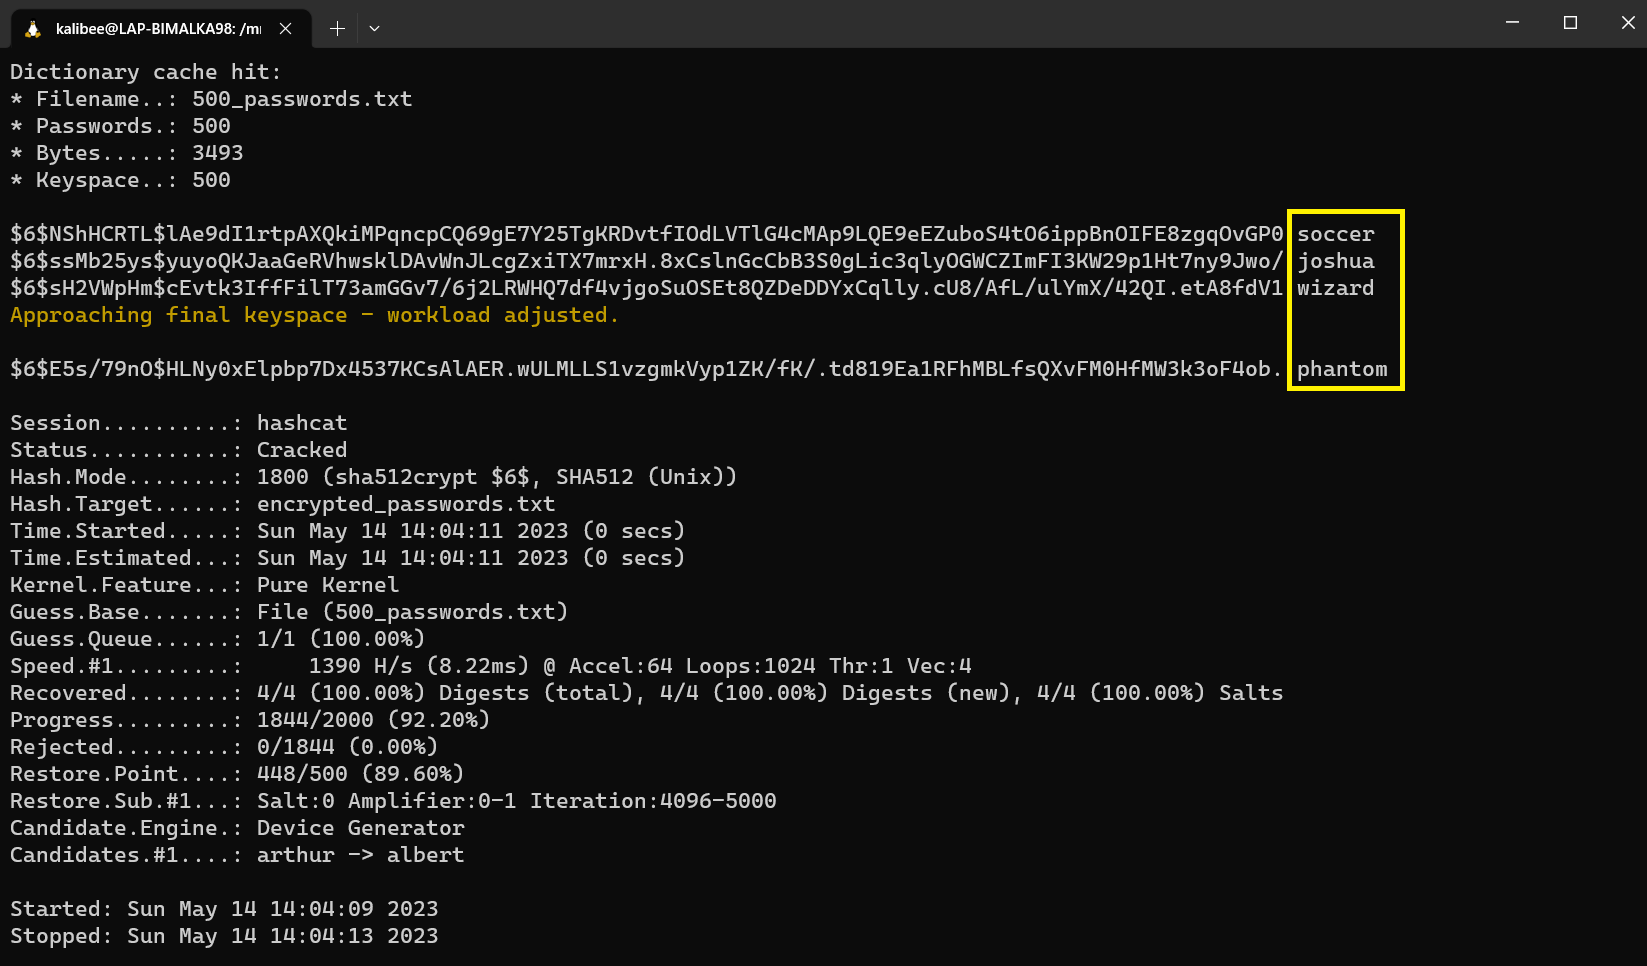 kalibee@LAP-BIMALKA98: /m
Dictionary cache hit:
* Filename..: 500_passwords.txt
* Passwords.: 500
* Bytes.....: 3493
* Keyspace..: 500
$6$NShHCRTL$lAe9dI1rtpAXQkiMPqncpCQ69gE7Y25TgKRDvtfIOdLVTlG4cMAp9LQE9eEZuboS4tO6ippBnOIFE8zgqOvGP0 soccer
$6$ssMb25ys$yuyoQKJaaGeRVhwsklDAvWnJLcgZxiTX7mrxH.8xCslnGcCbB3S0gLic3qlyOGWCZImFI3KW29p1Ht7ny9Jwo/ joshua
$6$sH2VWpHm$cEvtk3IffFilT73amGGv7/6j2LRWHQ7df4vjgoSuOSEt8QZDeDDYxCqlly.cU8/AfL/ulYmX/42QI.etA8fdV1 wizard
Approaching final keyspace - workload adjusted.
$6$E5s/79nO$HLNy0xElpbp7Dx4537KCsAlAER.wULMLLS1vzgmkVyp1ZK/fK/.td819Ea1RFhMBLfsQXvFM0HfMW3k3oF4ob. phantom
Session..........: hashcat
Status...........: Cracked
Hash.Mode........: 1800 (sha512crypt $6$, SHA512 (Unix))
Hash.Target......: encrypted_passwords.txt
Time.Started.....: Sun May 14 14:04:11 2023 (0 secs)
Time.Estimated...: Sun May 14 14:04:11 2023 (0 secs)
Kernel.Feature...: Pure Kernel
Guess.Base.......: File (500_passwords.txt)
Guess.Queue......: 1/1 (100.00%)
Speed.#1.........:     1390 H/s (8.22ms) @ Accel:64 Loops:1024 Thr:1 Vec:4
Recovered........: 4/4 (100.00%) Digests (total), 4/4 (100.00%) Digests (new), 4/4 (100.00%) Salts
Progress.........: 1844/2000 (92.20%)
Rejected.........: 0/1844 (0.00%)
Restore.Point....: 448/500 (89.60%)
Restore.Sub.#1...: Salt:0 Amplifier:0-1 Iteration:4096-5000
Candidate.Engine.: Device Generator
Candidates.#1....: arthur -> albert
Started: Sun May 14 14:04:09 2023
Stopped: Sun May 14 14:04:13 2023